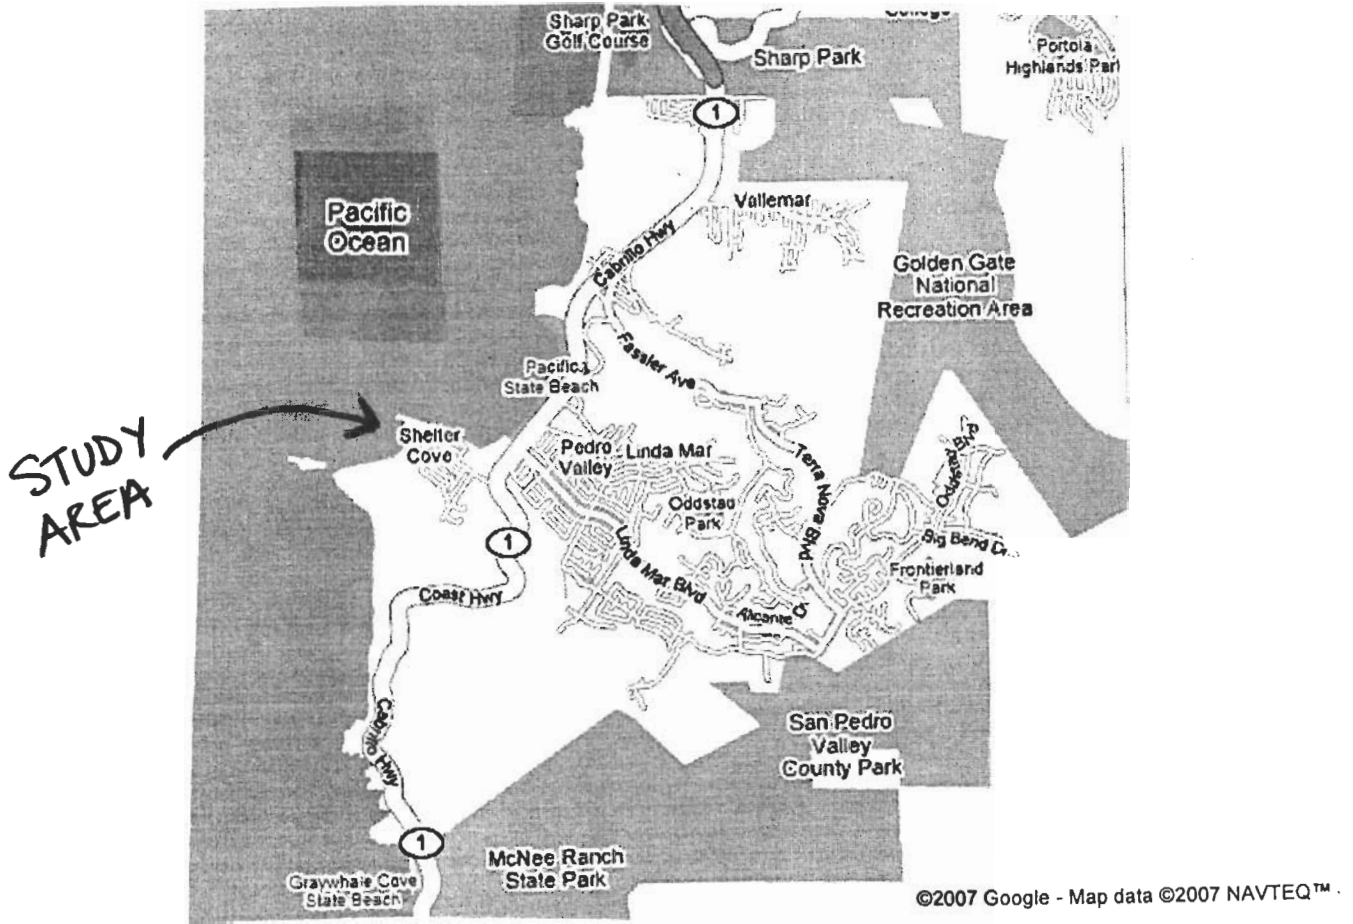 Sharp Park
Golf Course
College
Sharp Park
Portola
Highlands Park
1
Vallemar
Pacific
Ocean
Cabrillo Hwy
Golden Gate
National
Recreation Area
Fassler Ave
Pacifica
State Beach
STUDY
AREA
Shelter
Cove
Pedro
Valley
Linda Mar
Terra Nova Blvd
Oddstad Blvd
Oddstad
Park
1
Linda Mar Blvd
Big Bend Dr
Frontierland
Park
Coast Hwy
Alicante Dr
Cabrillo Hwy
San Pedro
Valley
County Park
1
McNee Ranch
State Park
Graywhale Cove
State Beach
©2007 Google - Map data ©2007 NAVTEQ™ -